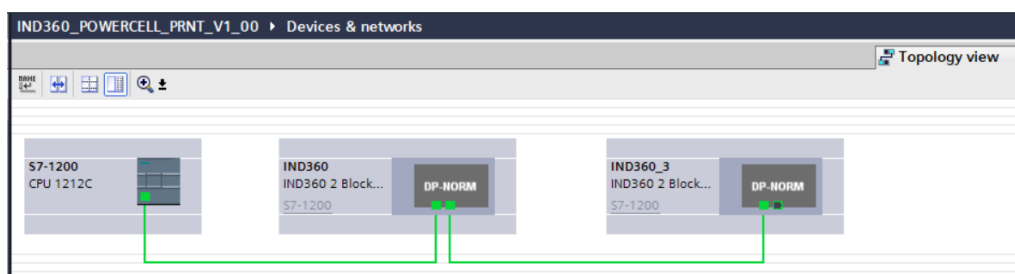 IND360_POWERCELL_PRNT_V1_00 ▸ Devices & networks
Topology view
S7-1200
CPU 1212C
IND360
IND360 2 Block...
S7-1200
DP-NORM
IND360_3
IND360 2 Block...
S7-1200
DP-NORM